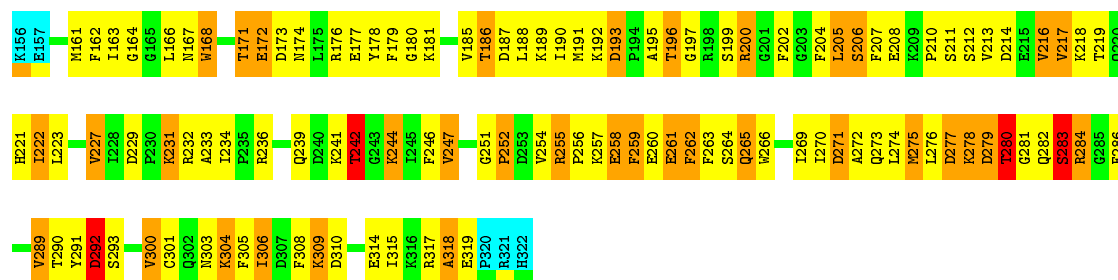 K156 E157 M161 F162 I163 G164 G165 L166 N167 W168 T171 E172 D173 N174 L175 R176 E177 Y178 F179 G180 K181 V185 T186 D187 L188 K189 I190 M191 K192 D193 P194 A195 T196 G197 R198 S199 R200 G201 F202 G203 F204 L205 S206 F207 E208 K209 P210 S211 S212 V213 D214 E215 V216 V217 K218 T219
H221 I222 L223 V227 I228 D229 P230 K231 R232 A233 I234 P235 R236 Q239 D240 K241 T242 G243 K244 I245 F246 V247 G251 P252 D253 V254 R255 P256 K257 E258 F259 E260 E261 F262 F263 S264 Q265 W266 I269 I270 D271 A272 Q273 L274 M275 L276 D277 K278 D279 T280 G281 Q282 S283 R284 G285
V289 T290 Y291 D292 S293 V300 C301 Q302 N303 K304 F305 I306 D307 F308 K309 D310 E314 I315 K316 R317 A318 E319 P320 R321 H322